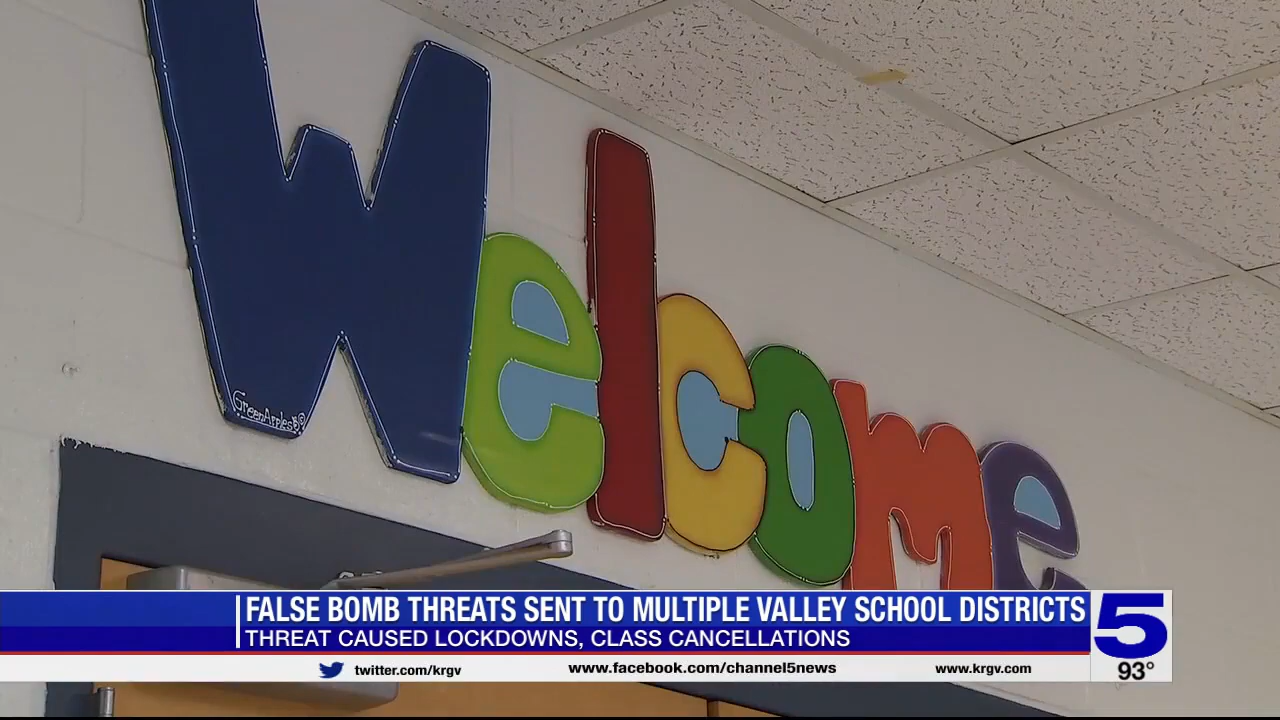 Welcome
GreenApples
FALSE BOMB THREATS SENT TO MULTIPLE VALLEY SCHOOL DISTRICTS
THREAT CAUSED LOCKDOWNS, CLASS CANCELLATIONS
5
twitter.com/krgv
www.facebook.com/channel5news
www.krgv.com
93°